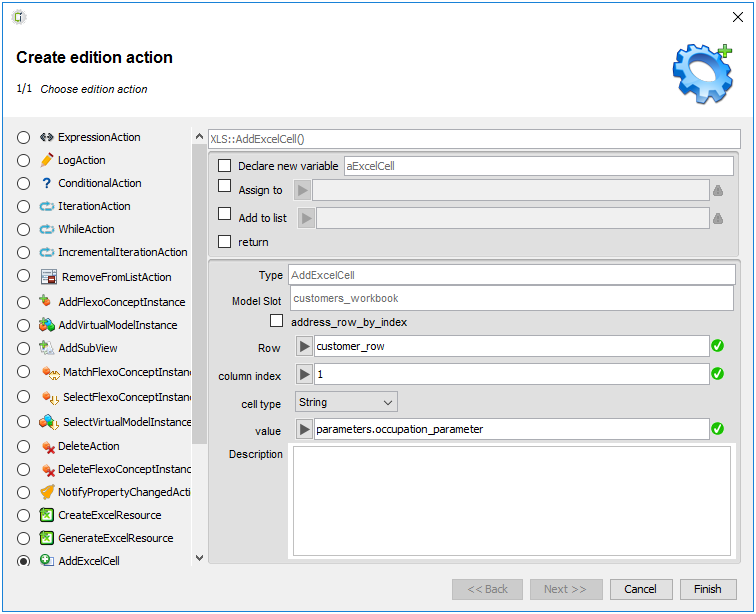 Create edition action
1/1 Choose edition action
ExpressionAction
LogAction
ConditionalAction
IterationAction
WhileAction
IncrementalIterationAction
RemoveFromListAction
AddFlexoConceptInstance
AddVirtualModelInstance
AddSubView
MatchFlexoConceptInstanc
SelectFlexoConceptInstanc
SelectVirtualModelInstance
DeleteAction
DeleteFlexoConceptInstanc
NotifyPropertyChangedActi
CreateExcelResource
GenerateExcelResource
AddExcelCell
XLS::AddExcelCell()
Declare new variable aExcelCell
Assign to
Add to list
return
Type AddExcelCell
Model Slot customers_workbook
address_row_by_index
Row customer_row
column index 1
cell type String
value parameters.occupation_parameter
Description
<< Back Next >> Cancel Finish